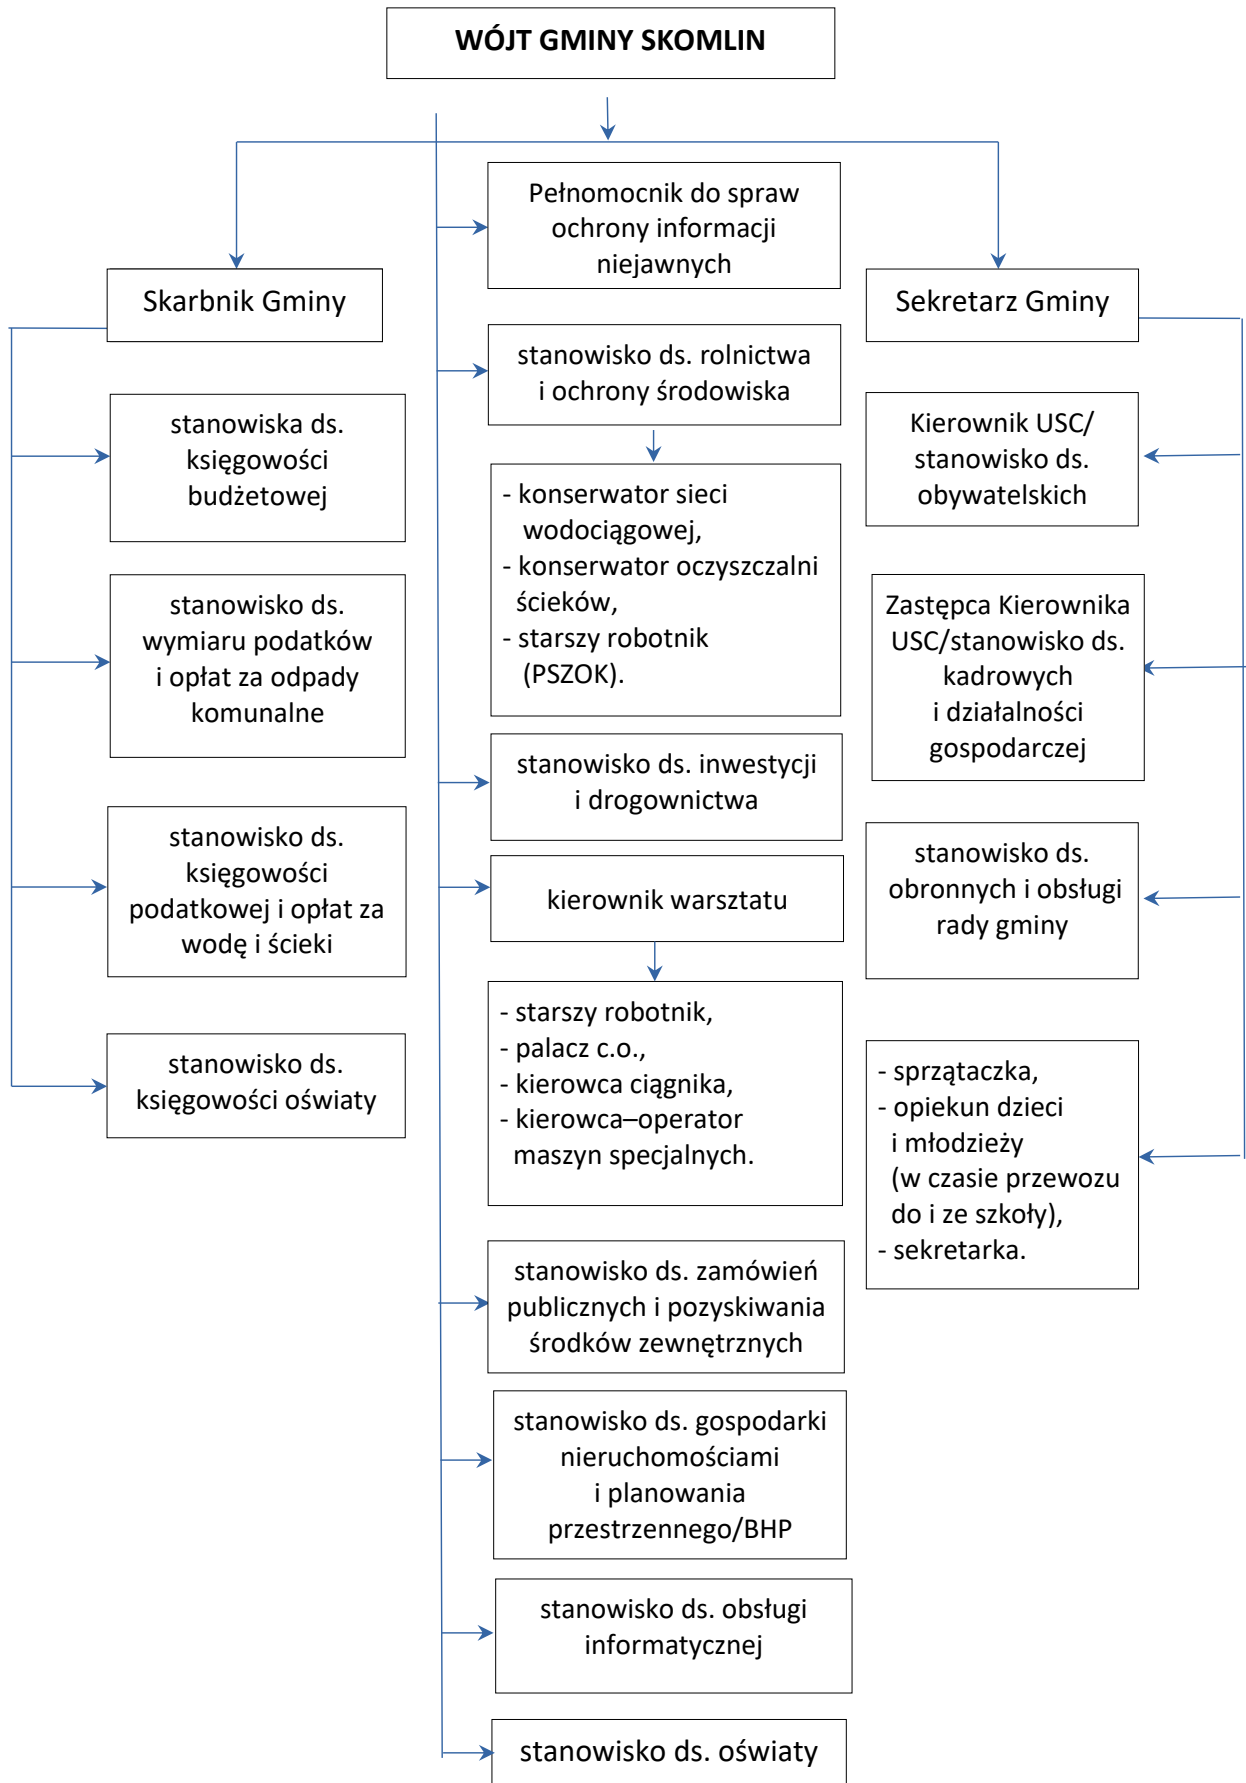 WÓJT GMINY SKOMLIN
Skarbnik Gminy
stanowiska ds.
księgowości
budżetowej
stanowisko ds.
wymiaru podatków
i opłat za odpady
komunalne
stanowisko ds.
księgowości
podatkowej i opłat za
wodę i ścieki
stanowisko ds.
księgowości oświaty
Pełnomocnik do spraw
ochrony informacji
niejawnych
stanowisko ds. rolnictwa
i ochrony środowiska
- konserwator sieci
wodociągowej,
- konserwator oczyszczalni
ścieków,
- starszy robotnik
(PSZOK).
stanowisko ds. inwestycji
i drogownictwa
kierownik warsztatu
- starszy robotnik,
- palacz c.o.,
- kierowca ciągnika,
- kierowca–operator
maszyn specjalnych.
stanowisko ds. zamówień
publicznych i pozyskiwania
środków zewnętrznych
stanowisko ds. gospodarki
nieruchomościami
i planowania
przestrzennego/BHP
stanowisko ds. obsługi
informatycznej
stanowisko ds. oświaty
Sekretarz Gminy
Kierownik USC/
stanowisko ds.
obywatelskich
Zastępca Kierownika
USC/stanowisko ds.
kadrowych
i działalności
gospodarczej
stanowisko ds.
obronnych i obsługi
rady gminy
- sprzątaczka,
- opiekun dzieci
i młodzieży
(w czasie przewozu
do i ze szkoły),
- sekretarka.